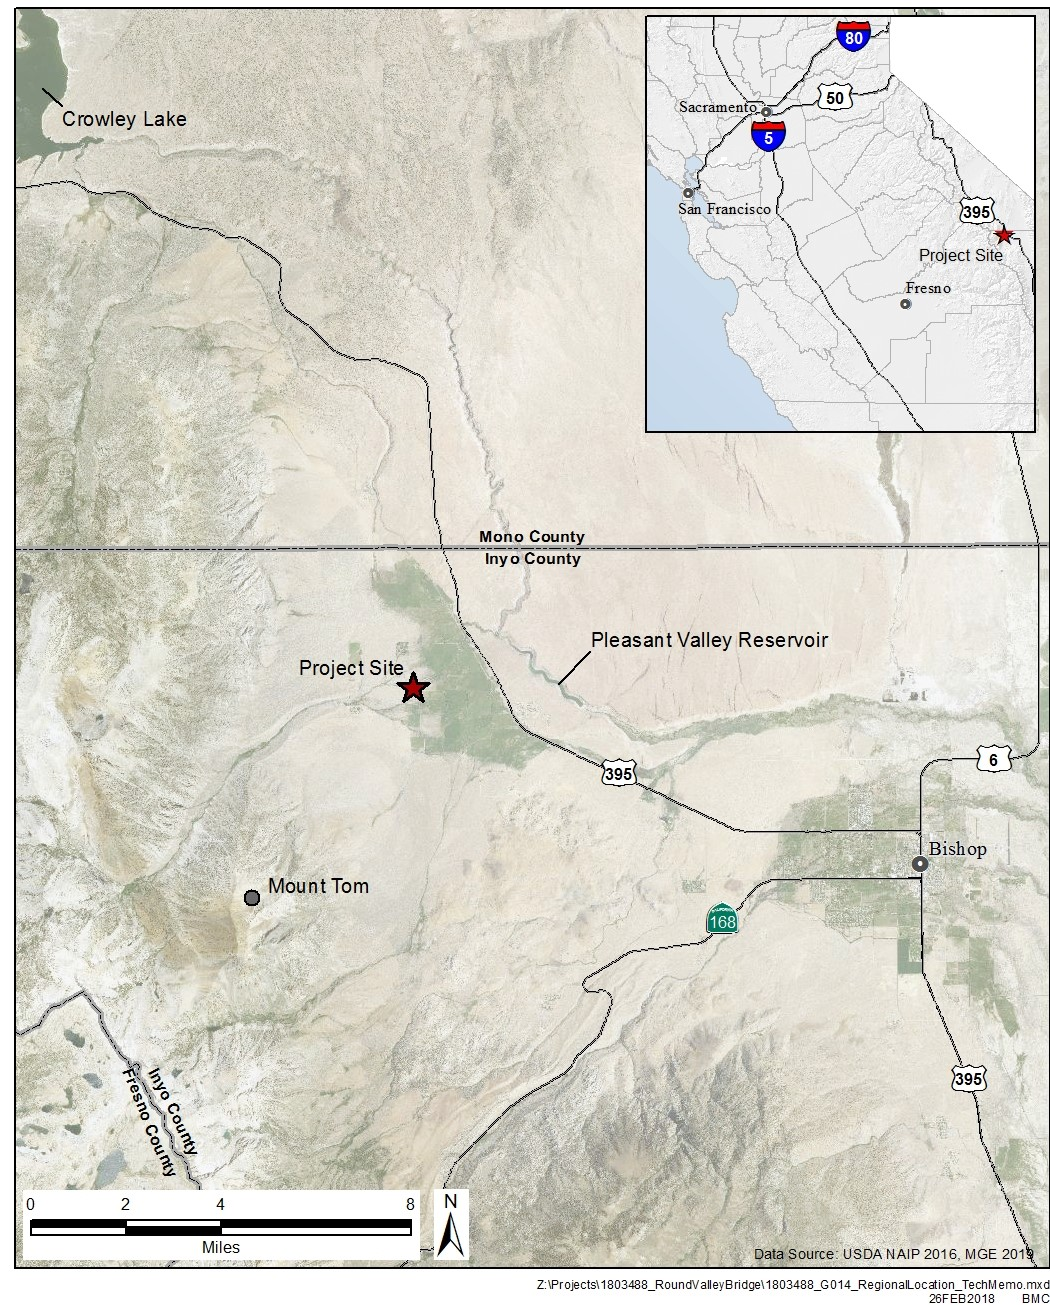 Crowley Lake
80
50
Sacramento
5
San Francisco
395
Project Site
Fresno
Mono County
Inyo County
Pleasant Valley Reservoir
Project Site
395
6
Bishop
Mount Tom
CALIFORNIA
168
395
Inyo County
Fresno County
0 2 4 8
Miles
N
Data Source: USDA NAIP 2016, MGE 2019
Z:\Projects\1803488_RoundValleyBridge\1803488_G014_RegionalLocation_TechMemo.mxd
26FEB2018 BMC